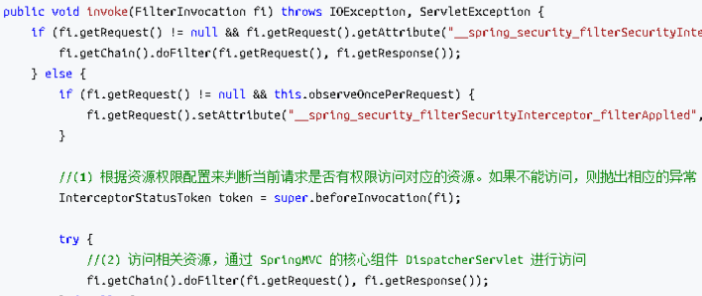 public void invoke(FilterInvocation fi) throws IOException, ServletException {
if (fi.getRequest() != null && fi.getRequest().getAttribute("__spring_security_filterSecurityInte
fi.getChain().doFilter(fi.getRequest(), fi.getResponse());
} else {
if (fi.getRequest() != null && this.observeOncePerRequest) {
fi.getRequest().setAttribute("__spring_security_filterSecurityInterceptor_filterApplied",
}
//(1) 根据资源权限配置来判断当前请求是否有权限访问对应的资源。如果不能访问，则抛出相应的异常
InterceptorStatusToken token = super.beforeInvocation(fi);
try {
//(2) 访问相关资源，通过 SpringMVC 的核心组件 DispatcherServlet 进行访问
fi.getChain().doFilter(fi.getRequest(), fi.getResponse());